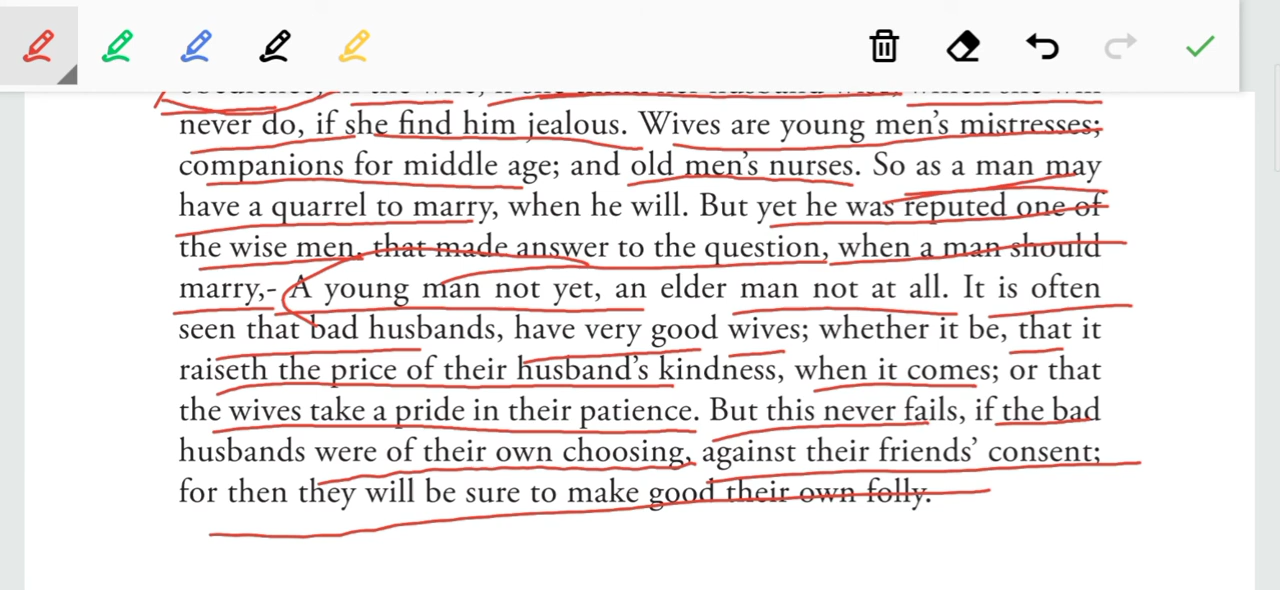 never do, if she find him jealous. Wives are young men's mistresses;
companions for middle age; and old men's nurses. So as a man may
have a quarrel to marry, when he will. But yet he was reputed one of
the wise men, that made answer to the question, when a man should
marry,- A young man not yet, an elder man not at all. It is often
seen that bad husbands, have very good wives; whether it be, that it
raiseth the price of their husband's kindness, when it comes; or that
the wives take a pride in their patience. But this never fails, if the bad
husbands were of their own choosing, against their friends' consent;
for then they will be sure to make good their own folly.